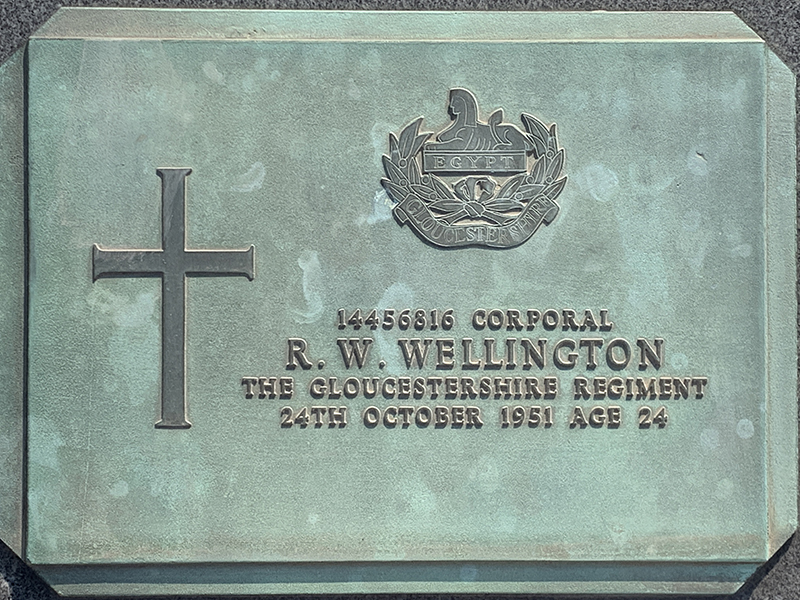 EGYPT
GLOUCESTERSHIRE
14456816 CORPORAL
R. W. WELLINGTON
THE GLOUCESTERSHIRE REGIMENT
24TH OCTOBER 1951 AGE 24